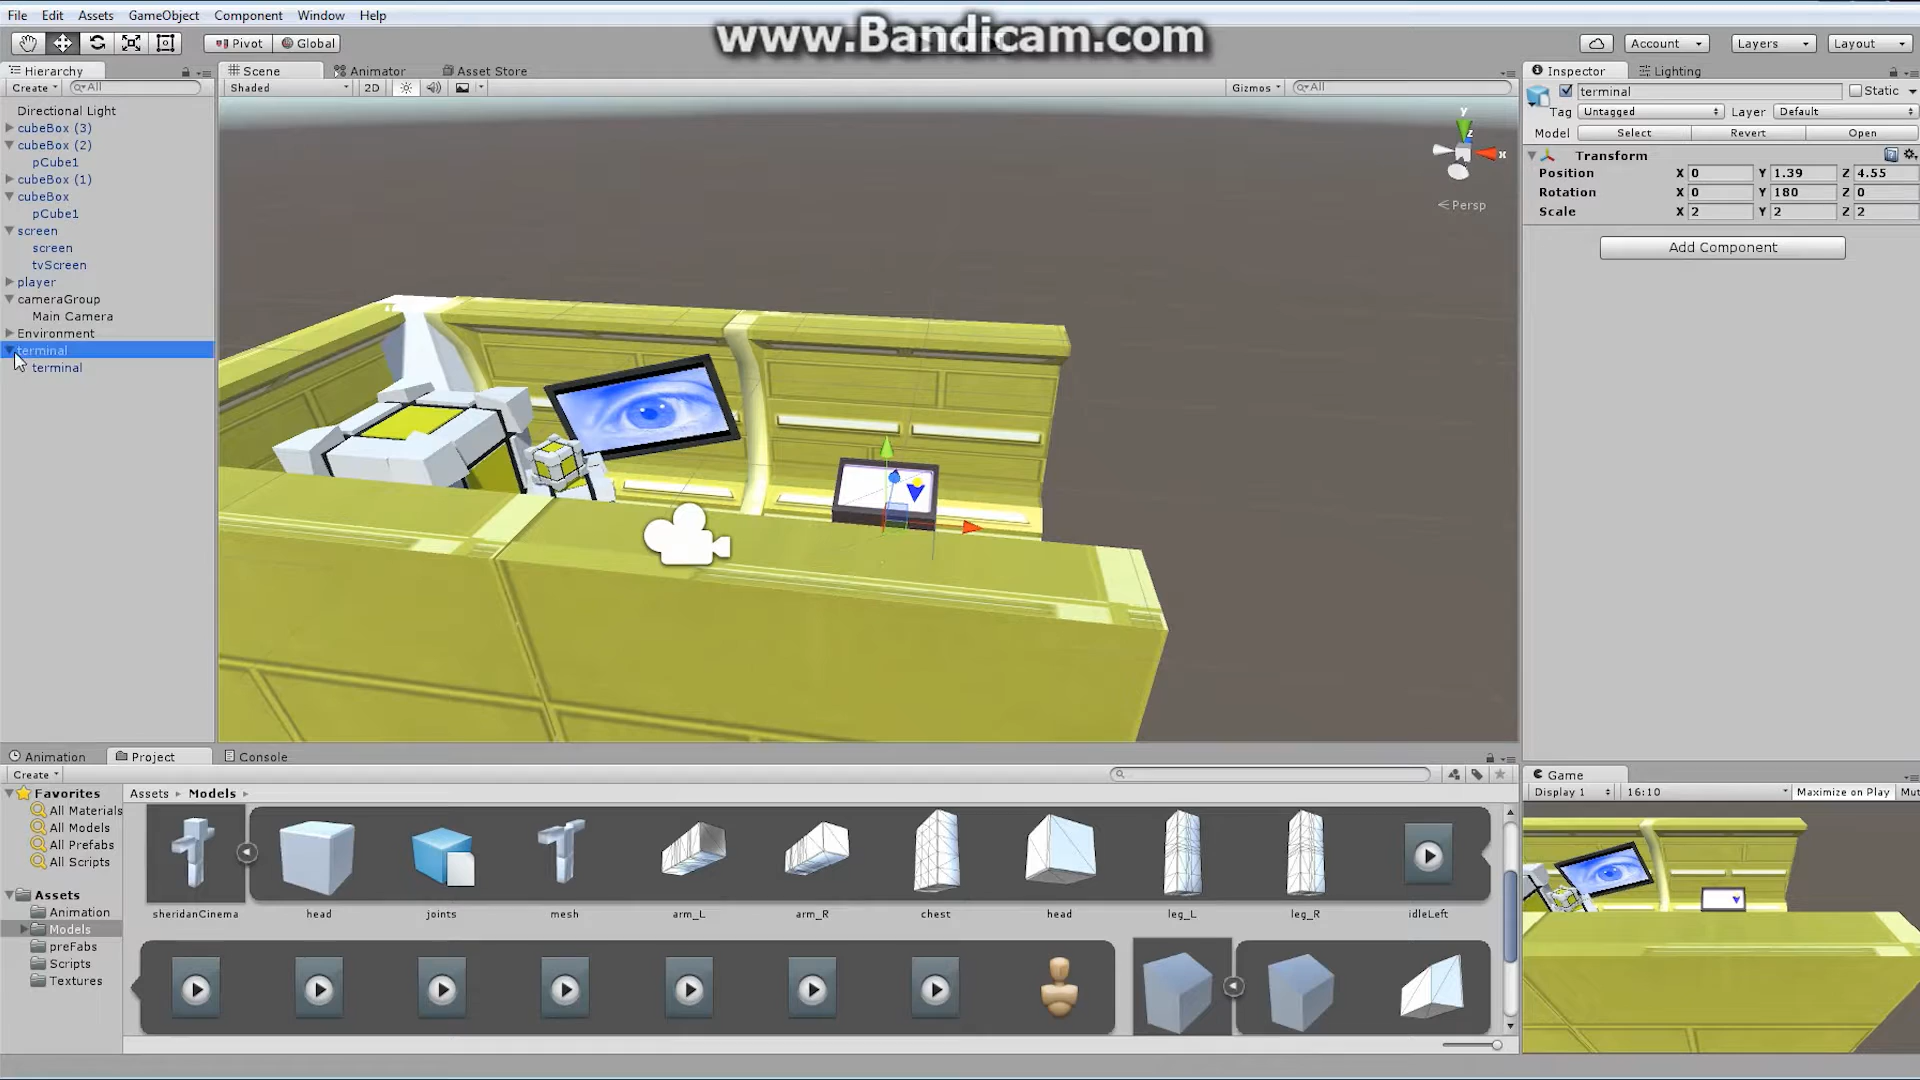 File Edit Assets GameObject Component Window Help
www.Bandicam.com
Pivot Global Account Layers Layout
Hierarchy Scene Animator Asset Store Inspector Lighting
Create All Shaded 2D Gizmos All
terminal Static
Tag Untagged Layer Default
Model Select Revert Open
Transform
Position X 0 Y 1.39 Z 4.55
Rotation X 0 Y 180 Z 0
Scale X 2 Y 2 Z 2
Add Component
Directional Light
cubeBox (3)
cubeBox (2)
pCube1
cubeBox (1)
cubeBox
pCube1
screen
screen
tvScreen
player
cameraGroup
Main Camera
Environment
terminal
terminal
y
z
x
Persp
Animation Project Console
Create
Favorites
All Materials
All Models
All Prefabs
All Scripts
Assets
Animation
Models
preFabs
Scripts
Textures
Assets Models
sheridanCinema head joints mesh arm_L arm_R chest head leg_L leg_R idleLeft
Game
Display 1 16:10 Maximize on Play Mut